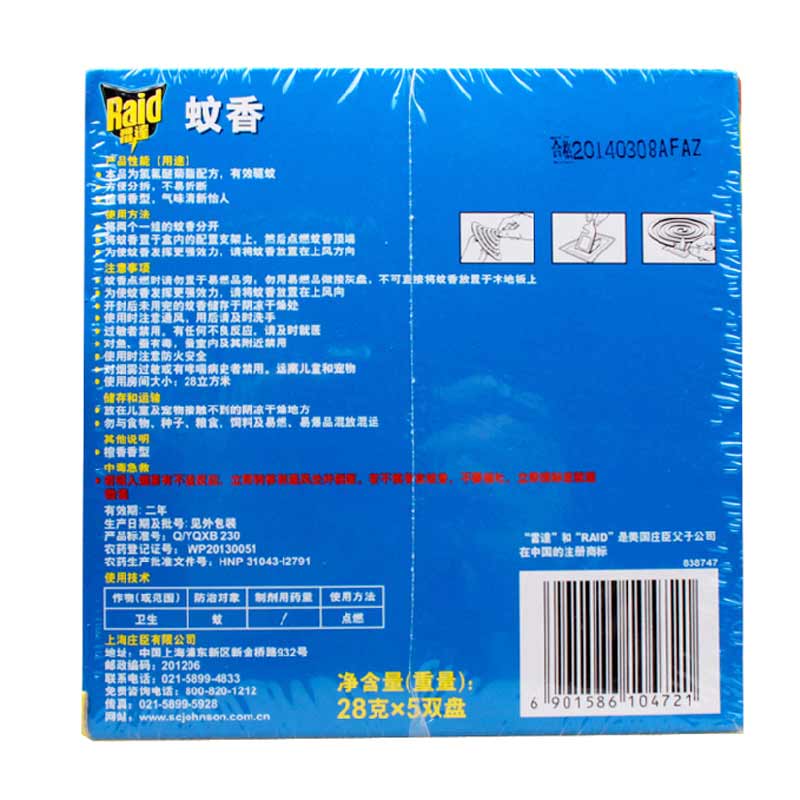 Raid
雷达
蚊香
合格20140308AFAZ
产品性能【用途】
本品为氯氟醚菊酯配方，有效驱蚊
方便分拆，不易折断
檀香香型，气味清新怡人
使用方法
将两个一组的蚊香分开
将蚊香置于盒内的配置支架上，然后点燃蚊香顶端
为使蚊香发挥更强效力，请将蚊香放置在上风方向
注意事项
蚊香点燃时请勿置于易燃品旁，勿用易燃品做接灰盘，不可直接将蚊香放置于木地板上
为使蚊香发挥更强效力，请将蚊香放置在上风向
开封后未用完的蚊香储存于阴凉干燥处
使用时注意通风，用后请及时洗手
过敏者禁用。有任何不良反应，请及时就医
对鱼、蚕有毒，蚕室内及其附近禁用
使用时注意防火安全
对烟雾过敏或有哮喘病史者禁用。远离儿童和宠物
使用房间大小：28立方米
储存和运输
放在儿童及宠物接触不到的阴凉干燥地方
勿与食物、种子、粮食，饲料及易燃、易爆品混放混运
其他说明
檀香香型
中毒急救
有效期：二年
生产日期及批号：见外包装
产品标准号：Q/YQXB 230
农药登记证号：WP20130051
农药生产批准文件号：HNP 31043-I2791
使用技术
作物(或范围) 防治对象 制剂用药量 使用方法
卫生 蚊 / 点燃
上海庄臣有限公司
地址：中国上海浦东新区新金桥路932号
邮政编码：201206
联系电话：021-5899-4833
免费咨询电话：800-820-1212
传真：021-5899-5928
网站：www.scjohnson.com.cn
净含量(重量)：
28克×5双盘
“雷达”和“RAID”是美国庄臣父子公司
在中国的注册商标
838747
6 901586 104721